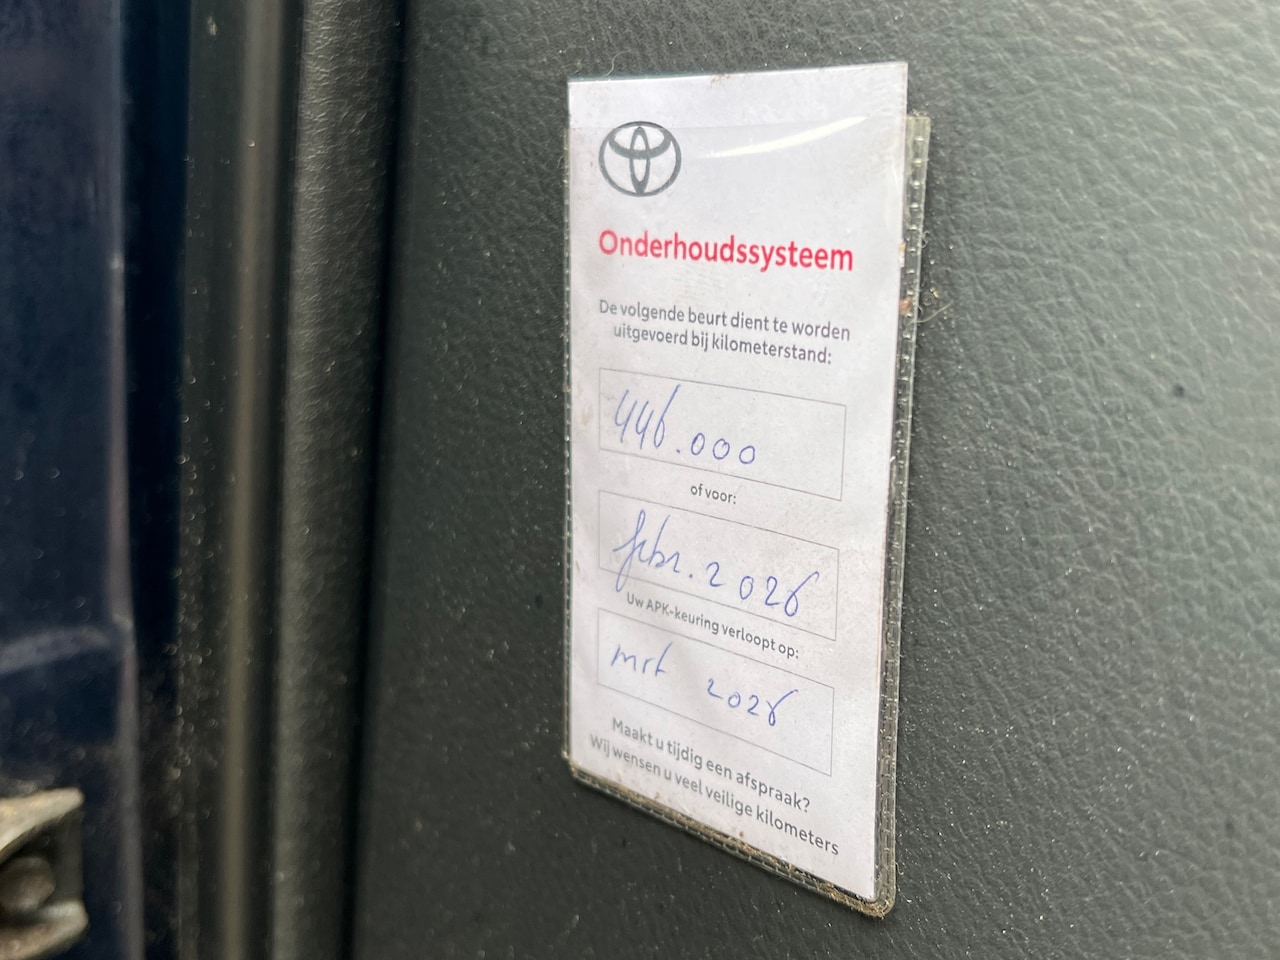 Onderhoudssysteem
De volgende beurt dient te worden
uitgevoerd bij kilometerstand:
446.000
of voor:
febr. 2026
Uw APK-keuring verloopt op:
mrt 2026
Maakt u tijdig een afspraak?
Wij wensen u veel veilige kilometers